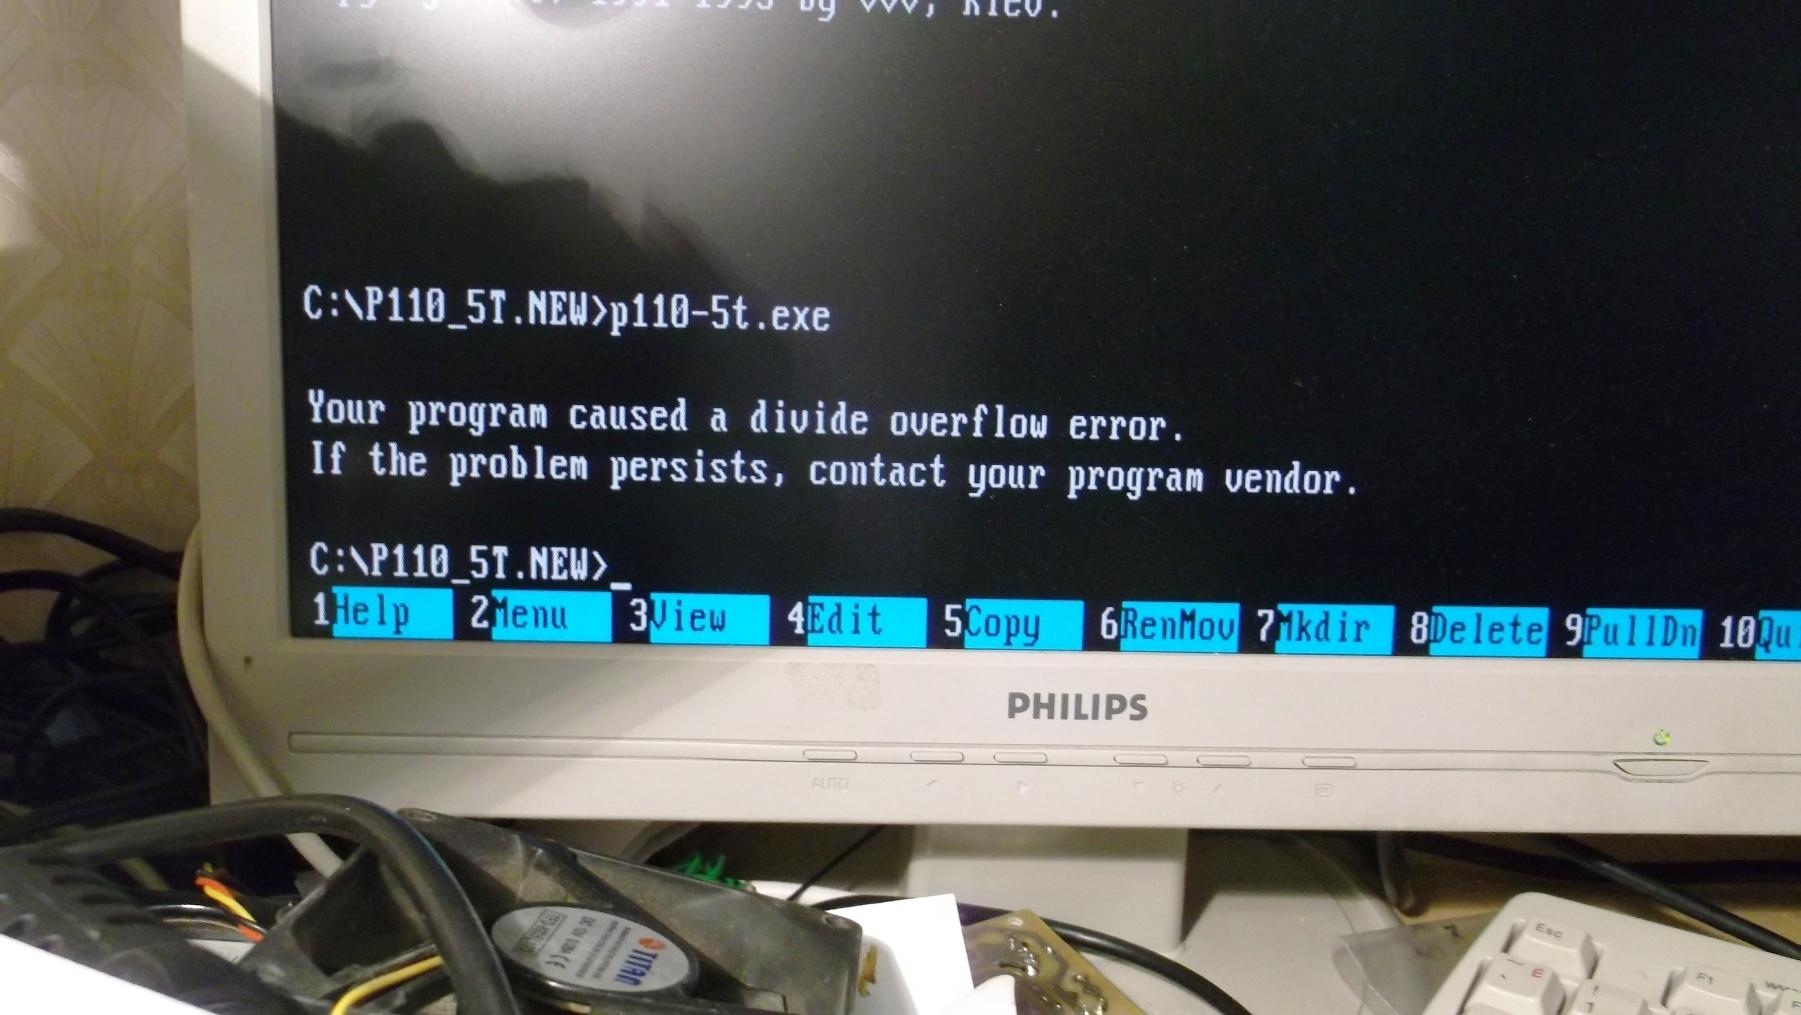 1991-1995 by VVV, Kiev.
C:\P110_5T.NEW>p110-5t.exe
Your program caused a divide overflow error.
If the problem persists, contact your program vendor.
C:\P110_5T.NEW>_
1Help 2Menu 3View 4Edit 5Copy 6RenMov 7Mkdir 8Delete 9PullDn 10Qu
PHILIPS
AUTO
TITAN
Esc
E
F1